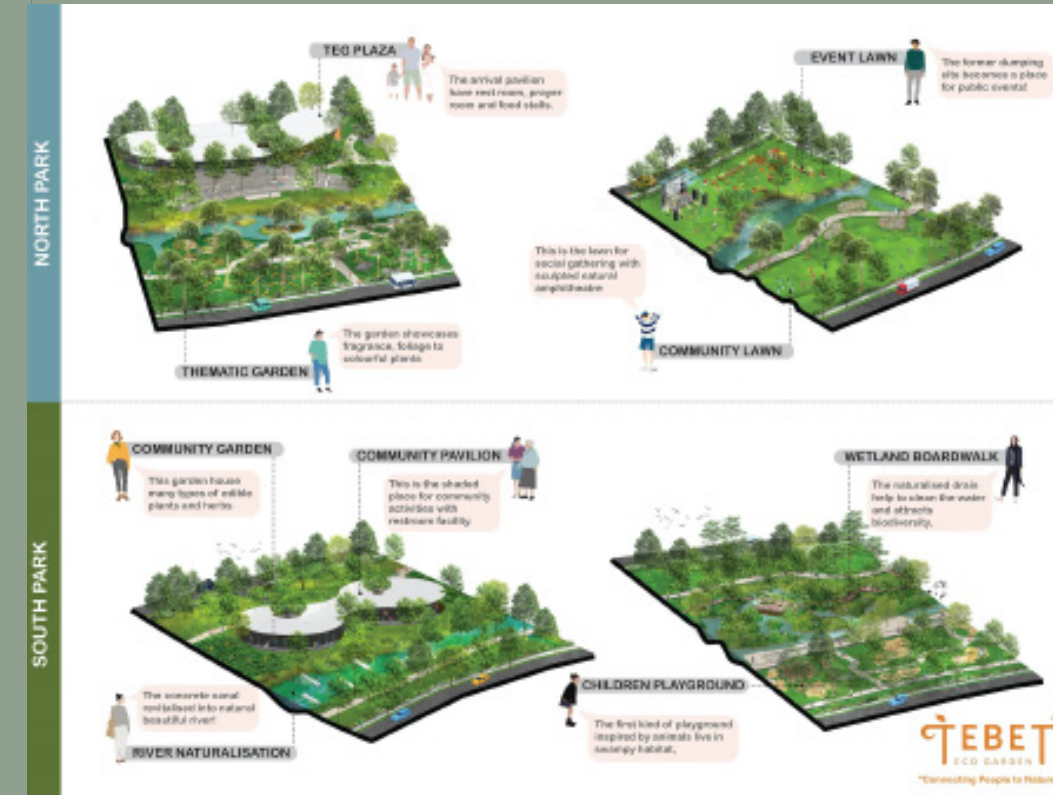 NORTH PARK
TEG PLAZA
The arrival pavilion
have rest room, prayer
room and food stalls.
EVENT LAWN
The former dumping
site becomes a place
for public events!
This is the lawn for
social gathering with
sculpted natural
amphitheatre
COMMUNITY LAWN
The garden showcases
fragrance, foliage to
colourful plants
THEMATIC GARDEN
SOUTH PARK
COMMUNITY GARDEN
This garden house
many types of edible
plants and herbs
COMMUNITY PAVILION
This is the shaded
place for community
activities with
restroom facility.
WETLAND BOARDWALK
The naturalised drain
help to clean the water
and attracts
biodiversity.
The concrete canal
revitalised into natural
beautiful river!
RIVER NATURALISATION
CHILDREN PLAYGROUND
The first kind of playground
inspired by animals live in
swampy habitat.
TEBET
ECO GARDEN
"Connecting People to Nature